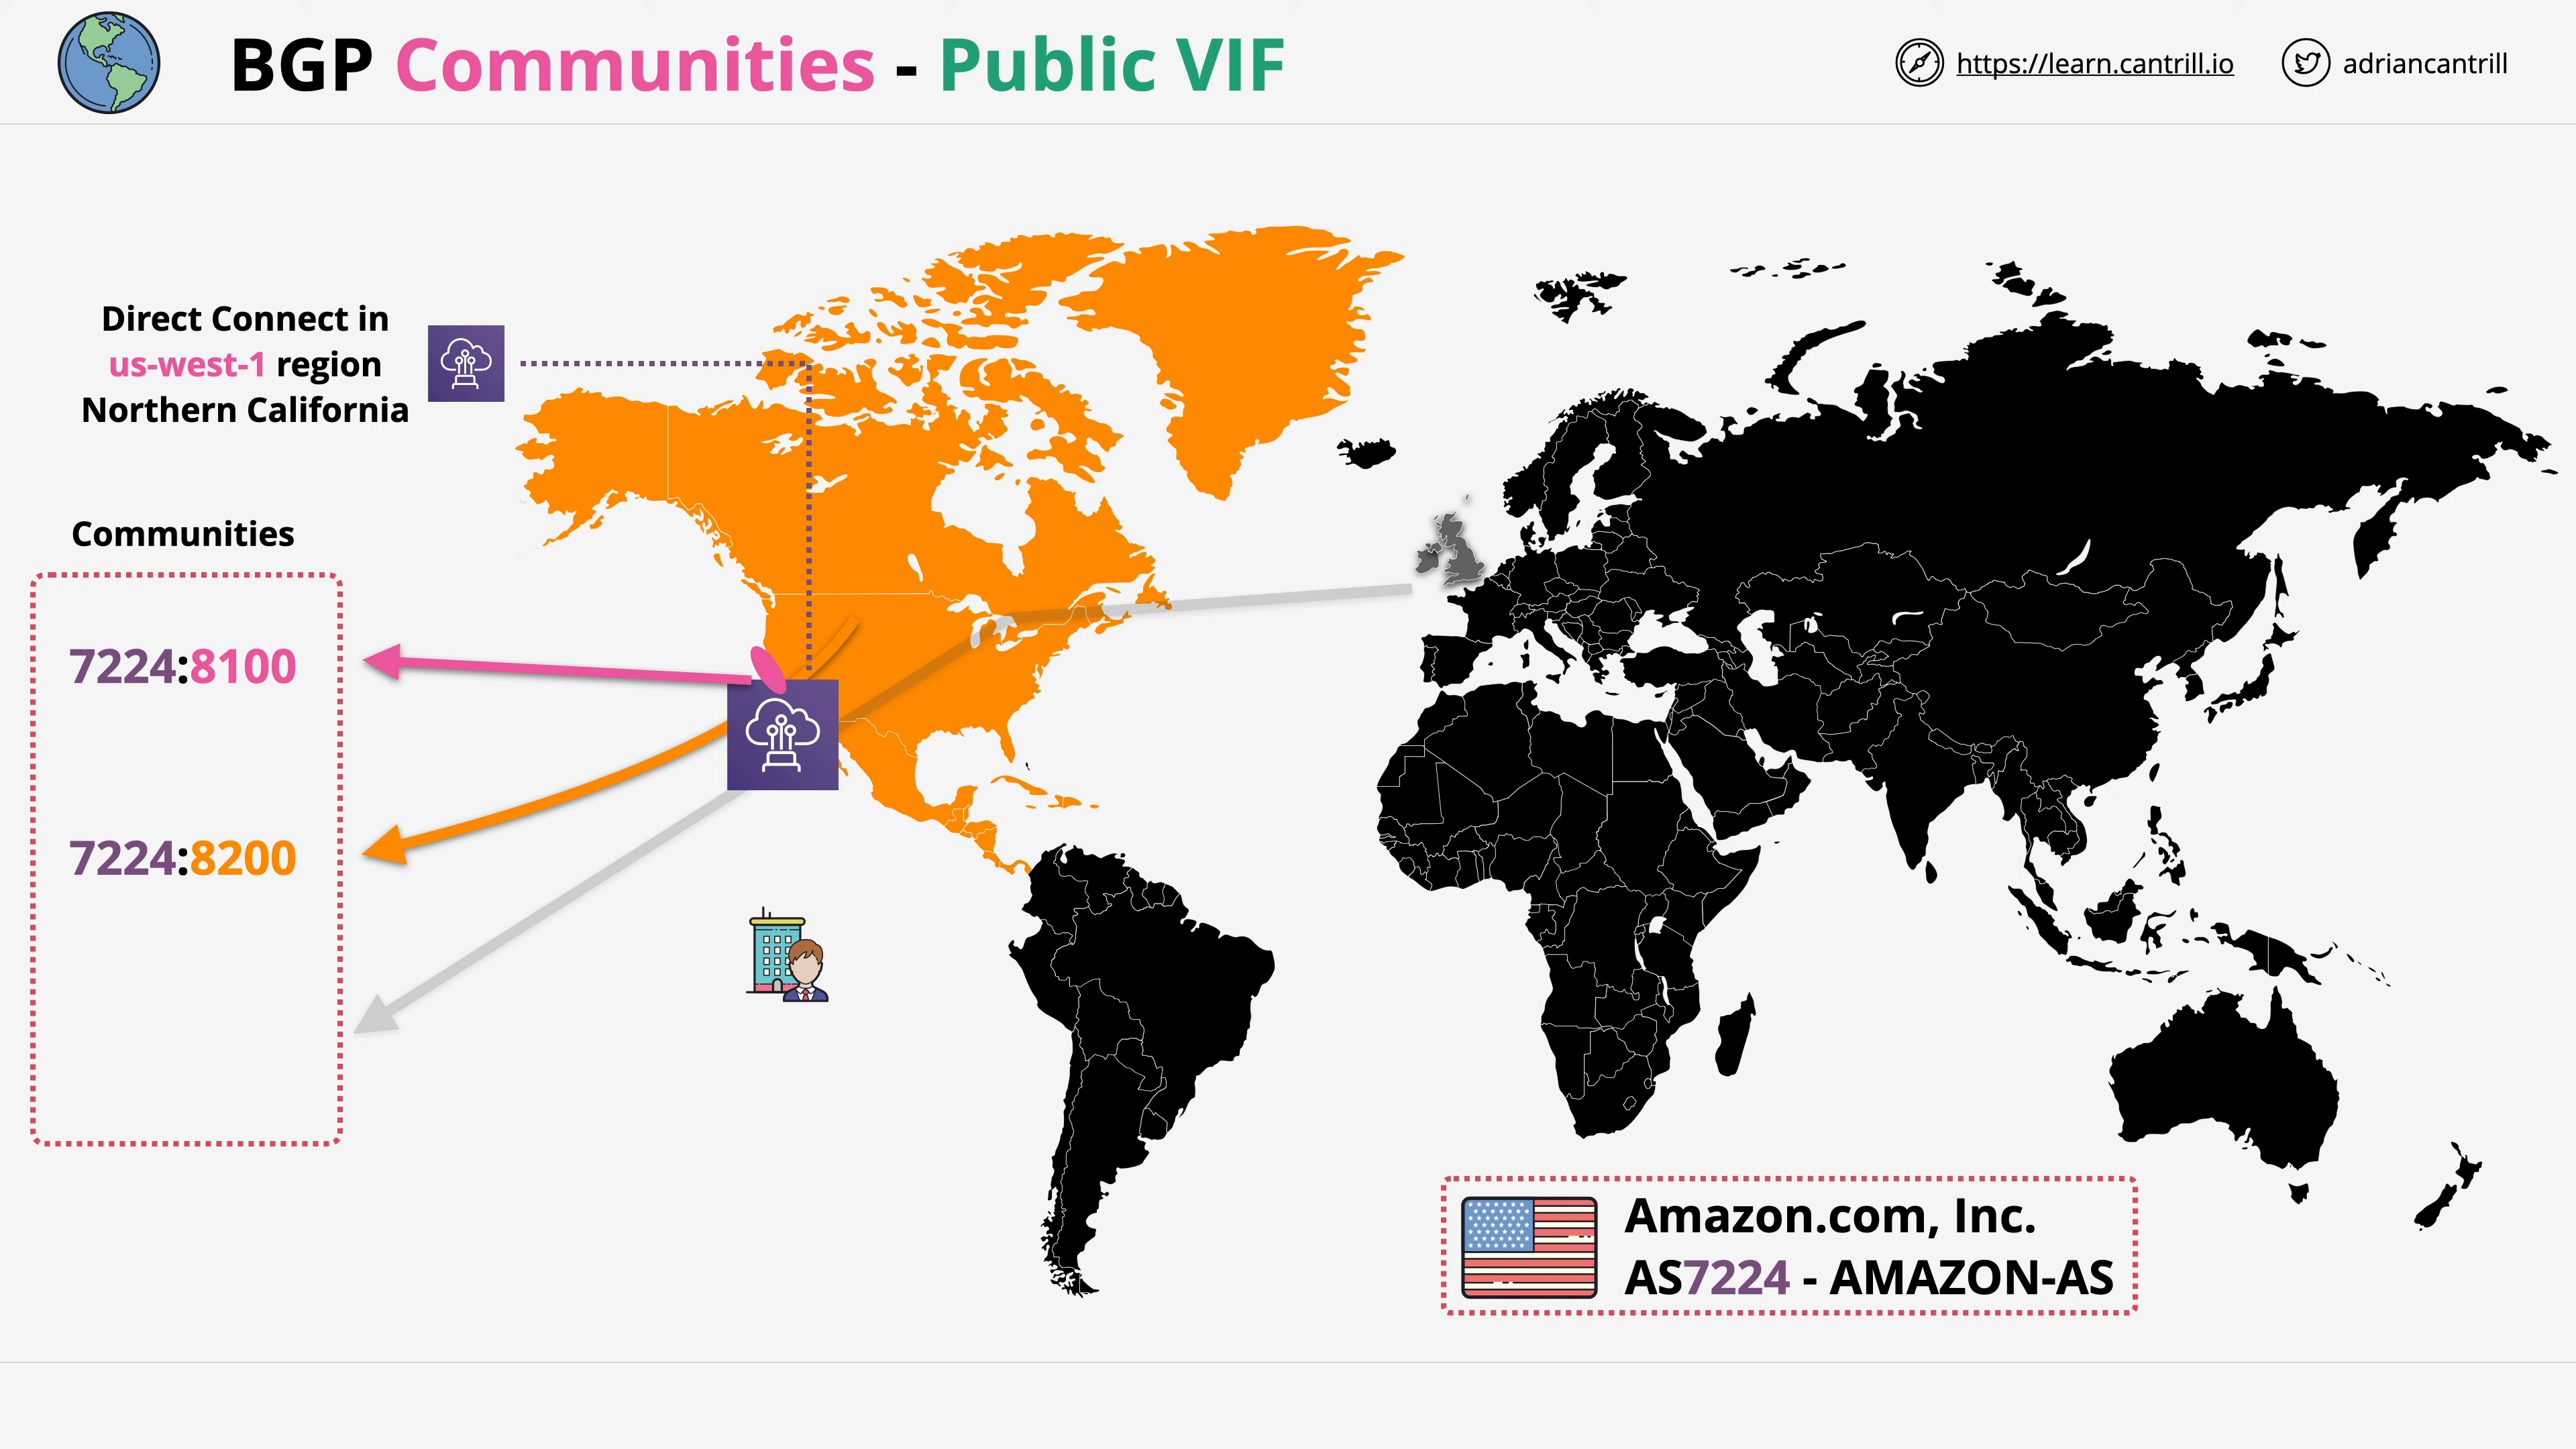 BGP Communities - Public VIF
https://learn.cantrill.io
adriancantrill
Direct Connect in
us-west-1 region
Northern California
Communities
7224:8100
7224:8200
Amazon.com, Inc.
AS7224 - AMAZON-AS